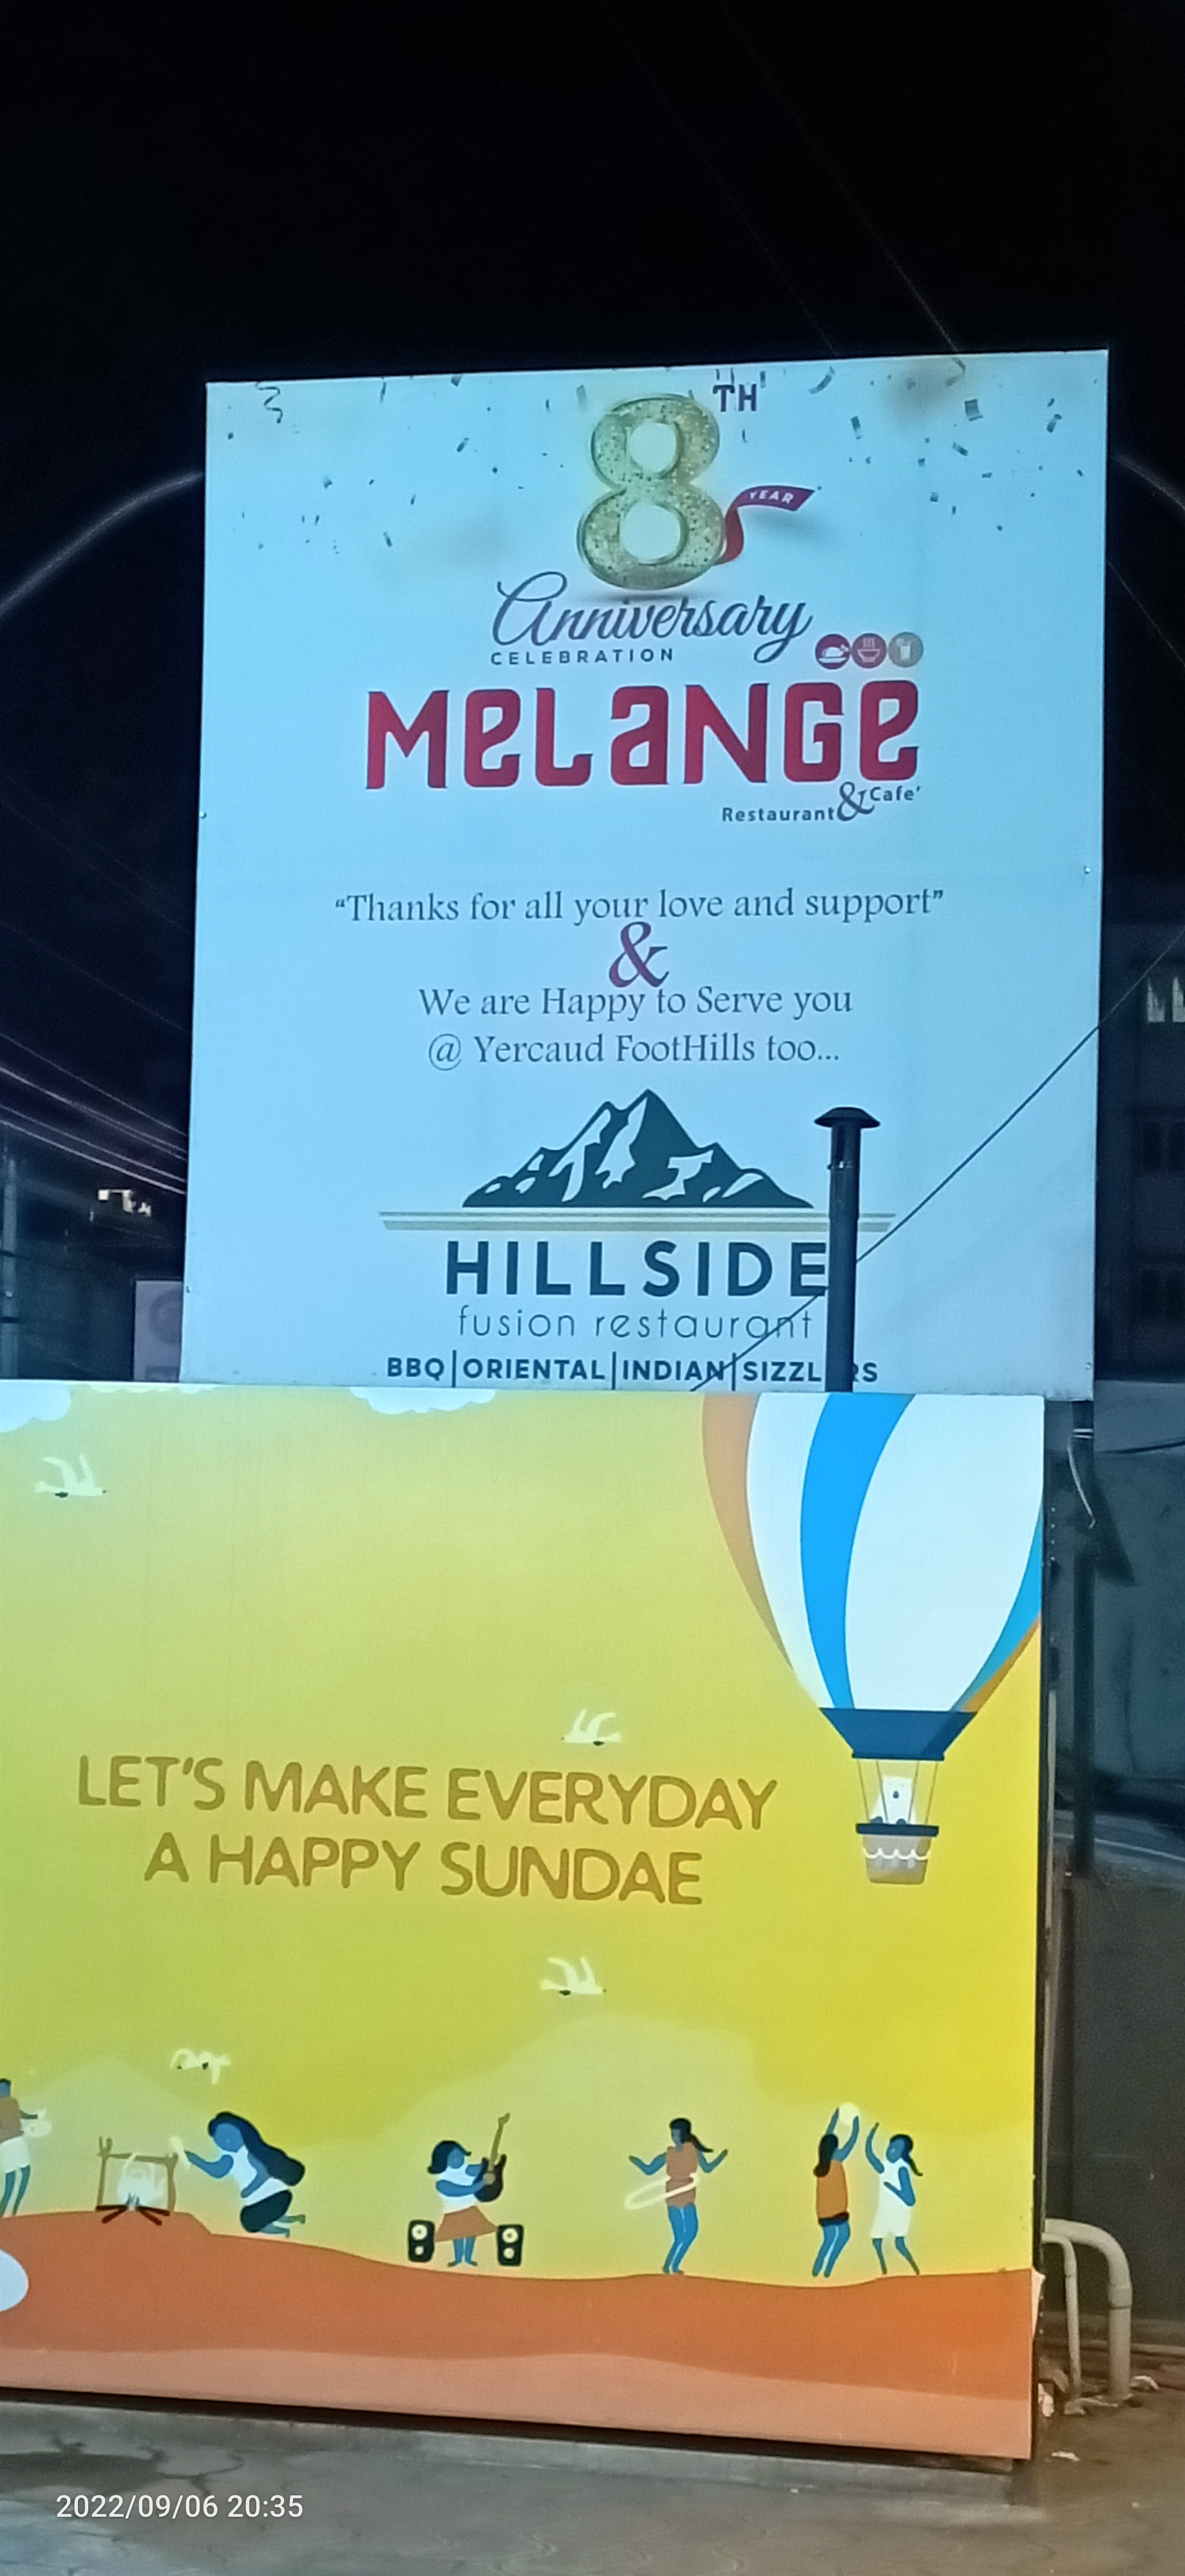 8TH
YEAR
Anniversary
CELEBRATION
MELANGE
Restaurant & Cafe'
“Thanks for all your love and support”
&
We are Happy to Serve you
@ Yercaud FootHills too...
HILLSIDE
fusion restaurant
BBQ|ORIENTAL|INDIAN|SIZZLERS
LET'S MAKE EVERYDAY
A HAPPY SUNDAE
2022/09/06 20:35